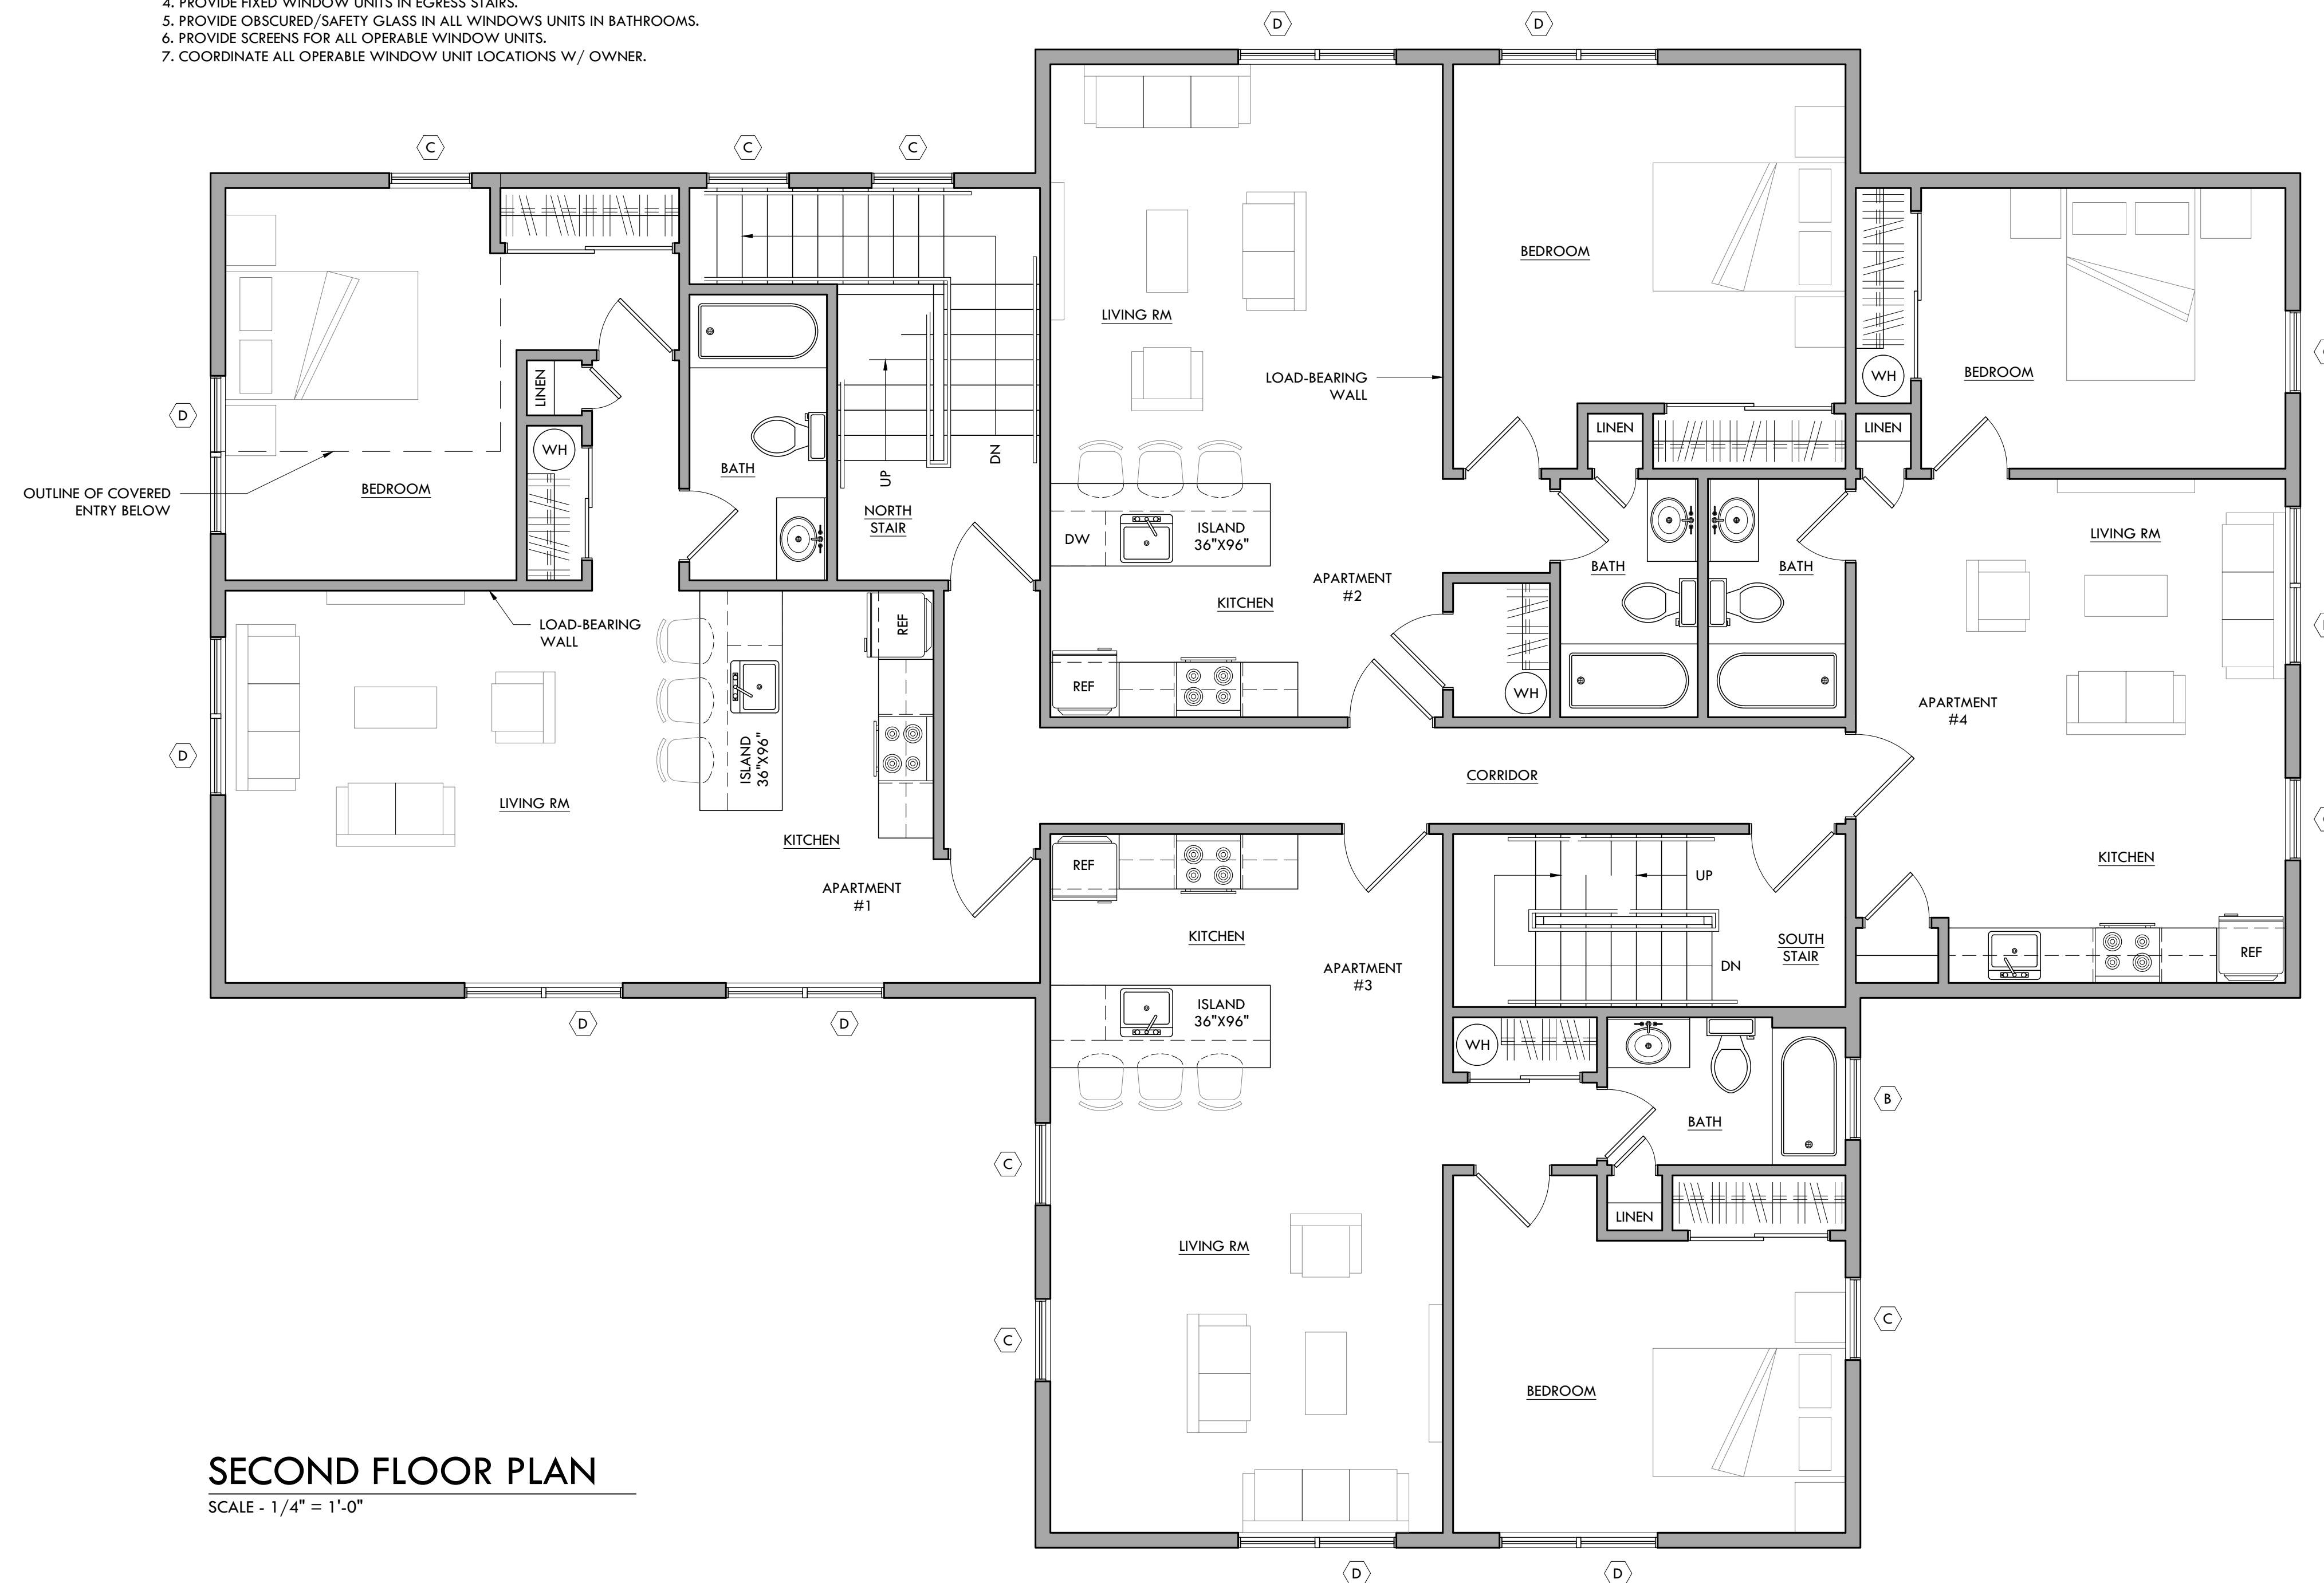 4. PROVIDE FIXED WINDOW UNITS IN EGRESS STAIRS.
5. PROVIDE OBSCURED/SAFETY GLASS IN ALL WINDOWS UNITS IN BATHROOMS.
6. PROVIDE SCREENS FOR ALL OPERABLE WINDOW UNITS.
7. COORDINATE ALL OPERABLE WINDOW UNIT LOCATIONS W/ OWNER.
D
D
C
C
C
BEDROOM
LIVING RM
LOAD-BEARING
WALL
WH
BEDROOM
LINEN
D
WH
LINEN
LINEN
BATH
UP
DN
OUTLINE OF COVERED
ENTRY BELOW
BEDROOM
NORTH
STAIR
DW
ISLAND
36"X96"
LIVING RM
BATH
BATH
APARTMENT
#2
KITCHEN
LOAD-BEARING
WALL
REF
REF
WH
APARTMENT
#4
D
ISLAND
36"X96"
CORRIDOR
LIVING RM
KITCHEN
KITCHEN
REF
UP
APARTMENT
#1
KITCHEN
SOUTH
STAIR
REF
APARTMENT
#3
DN
D
D
ISLAND
36"X96"
WH
B
BATH
C
LINEN
LIVING RM
C
C
BEDROOM
SECOND FLOOR PLAN
SCALE - 1/4" = 1'-0"
D
D